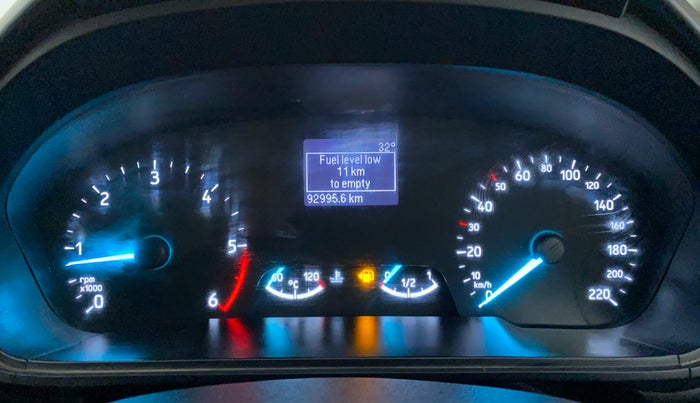 32°
Fuel level low
11 km
to empty
92995.6 km
0 1 2 3 4 5 6
rpm
x1000
60 120
°C
0 1/2 1
0 10 20 30 40 50 60 80 100 120 140 160 180 200 220
km/h